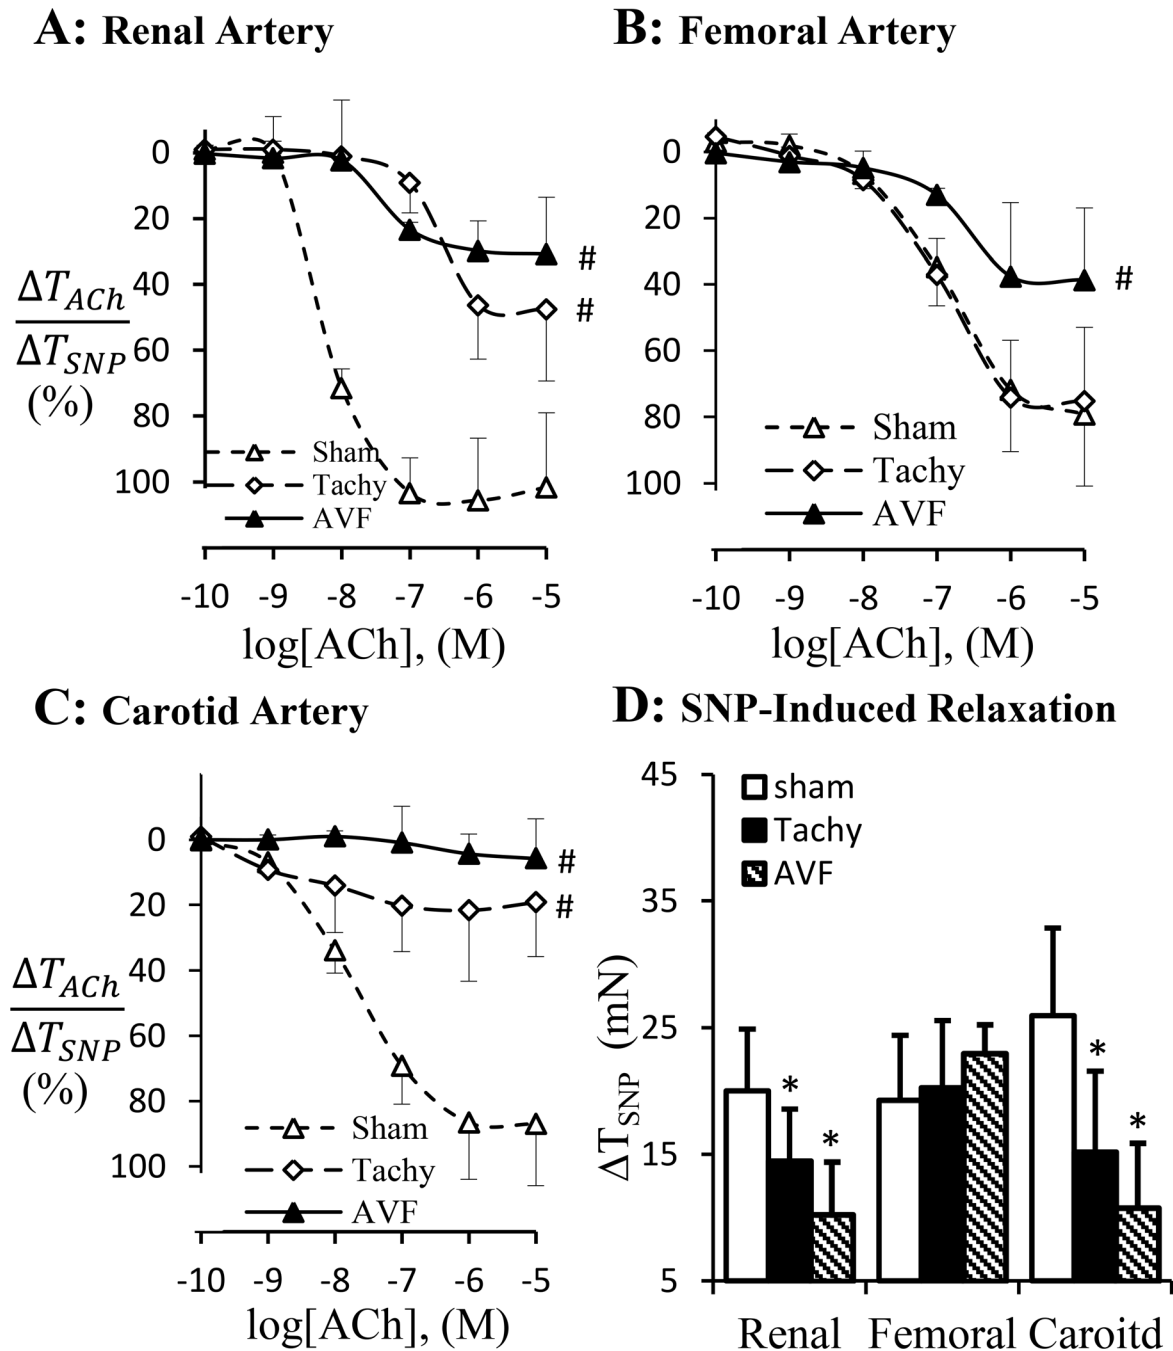 A: Renal Artery
0
20
40
60
80
100
ΔT_ACh
ΔT_SNP
(%)
#
#
Sham
Tachy
AVF
-10 -9 -8 -7 -6 -5
log[ACh], (M)
B: Femoral Artery
0
20
40
60
80
100
#
Sham
Tachy
AVF
-10 -9 -8 -7 -6 -5
log[ACh], (M)
C: Carotid Artery
0
20
40
60
80
100
ΔT_ACh
ΔT_SNP
(%)
#
#
Sham
Tachy
AVF
-10 -9 -8 -7 -6 -5
log[ACh], (M)
D: SNP-Induced Relaxation
45
35
25
15
5
ΔT_SNP (mN)
sham
Tachy
AVF
* * * *
Renal Femoral Caroitd